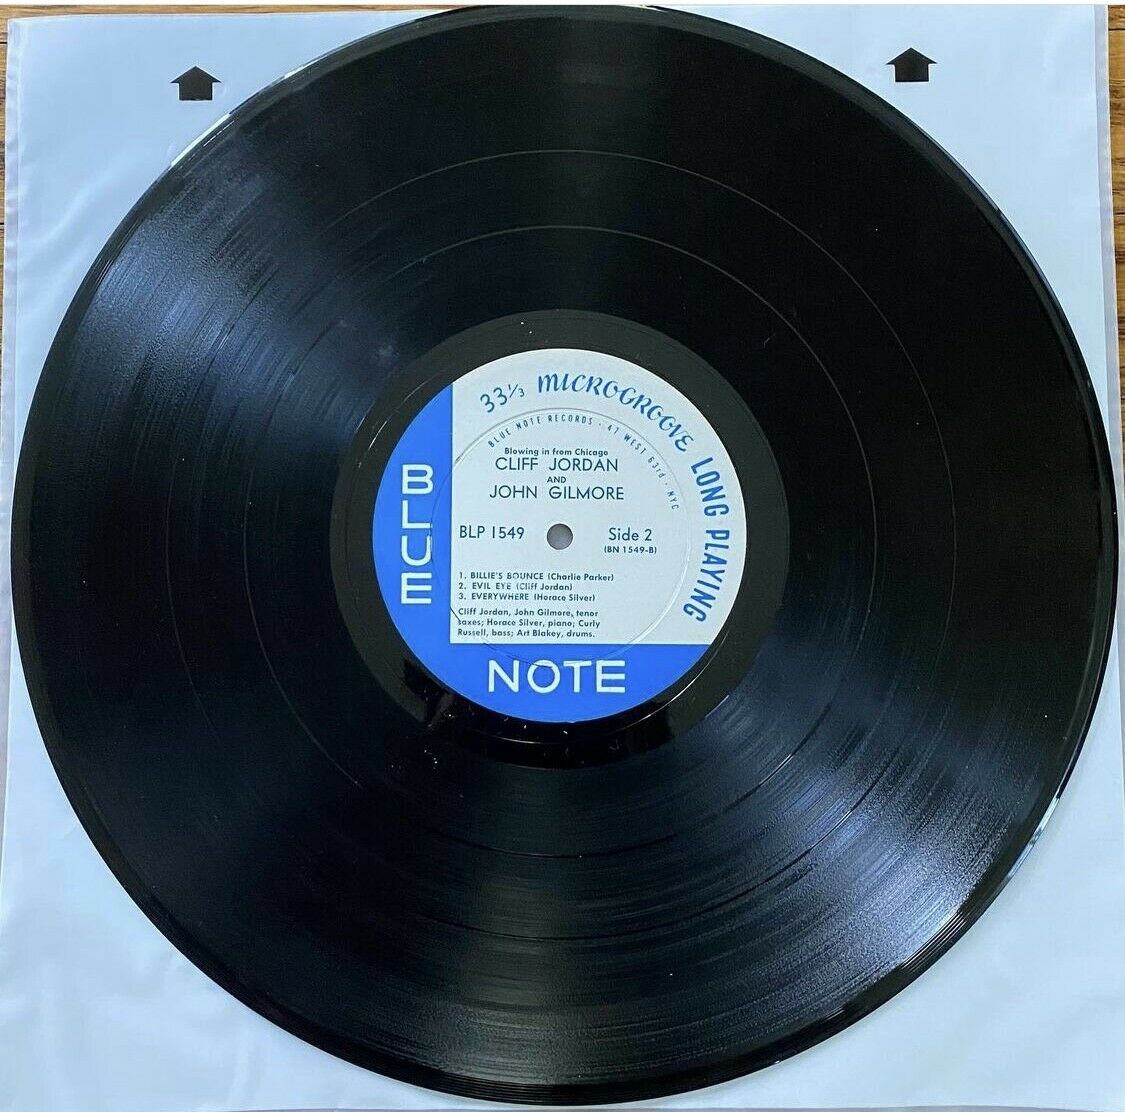 33⅓ MICROGROOVE LONG PLAYING
BLUE NOTE RECORDS · 47 WEST 63rd · NYC
Blowing in from Chicago
CLIFF JORDAN
AND
JOHN GILMORE
BLP 1549
Side 2
(BN 1549-B)
1. BILLIE'S BOUNCE (Charlie Parker)
2. EVIL EYE (Cliff Jordan)
3. EVERYWHERE (Horace Silver)
Cliff Jordan, John Gilmore, tenor
saxes; Horace Silver, piano; Curly
Russell, bass; Art Blakey, drums.
BLUE
NOTE